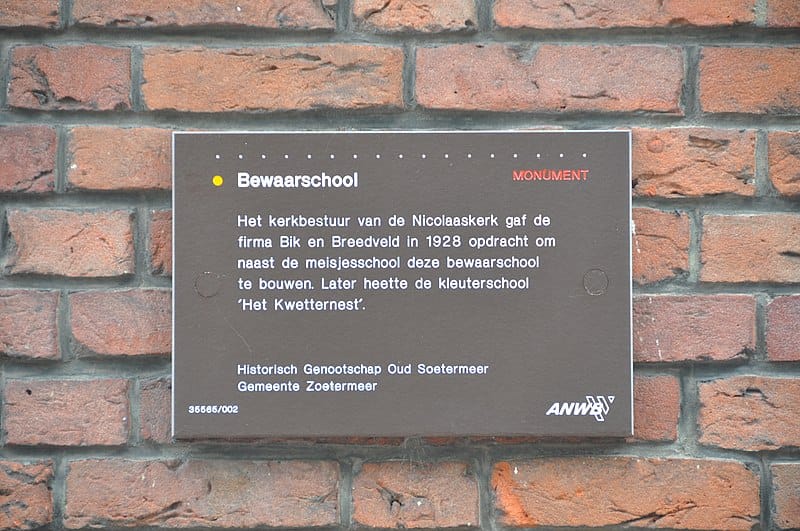 Bewaarschool MONUMENT
Het kerkbestuur van de Nicolaaskerk gaf de
firma Bik en Breedveld in 1928 opdracht om
naast de meisjesschool deze bewaarschool
te bouwen. Later heette de kleuterschool
'Het Kwetternest'.
Historisch Genootschap Oud Soetermeer
Gemeente Zoetermeer
35565/002 ANWB